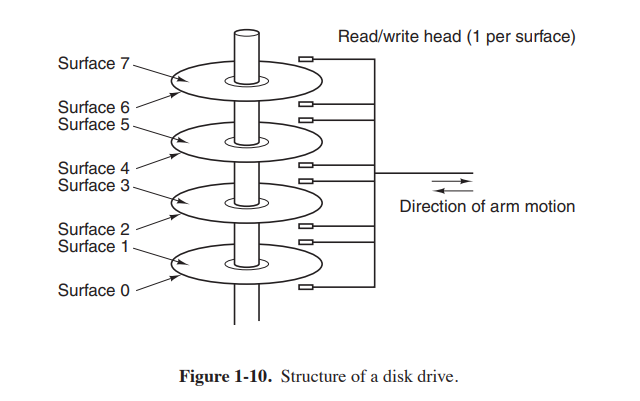 Read/write head (1 per surface)
Surface 7
Surface 6
Surface 5
Surface 4
Surface 3
Direction of arm motion
Surface 2
Surface 1
Surface 0
Figure 1-10. Structure of a disk drive.